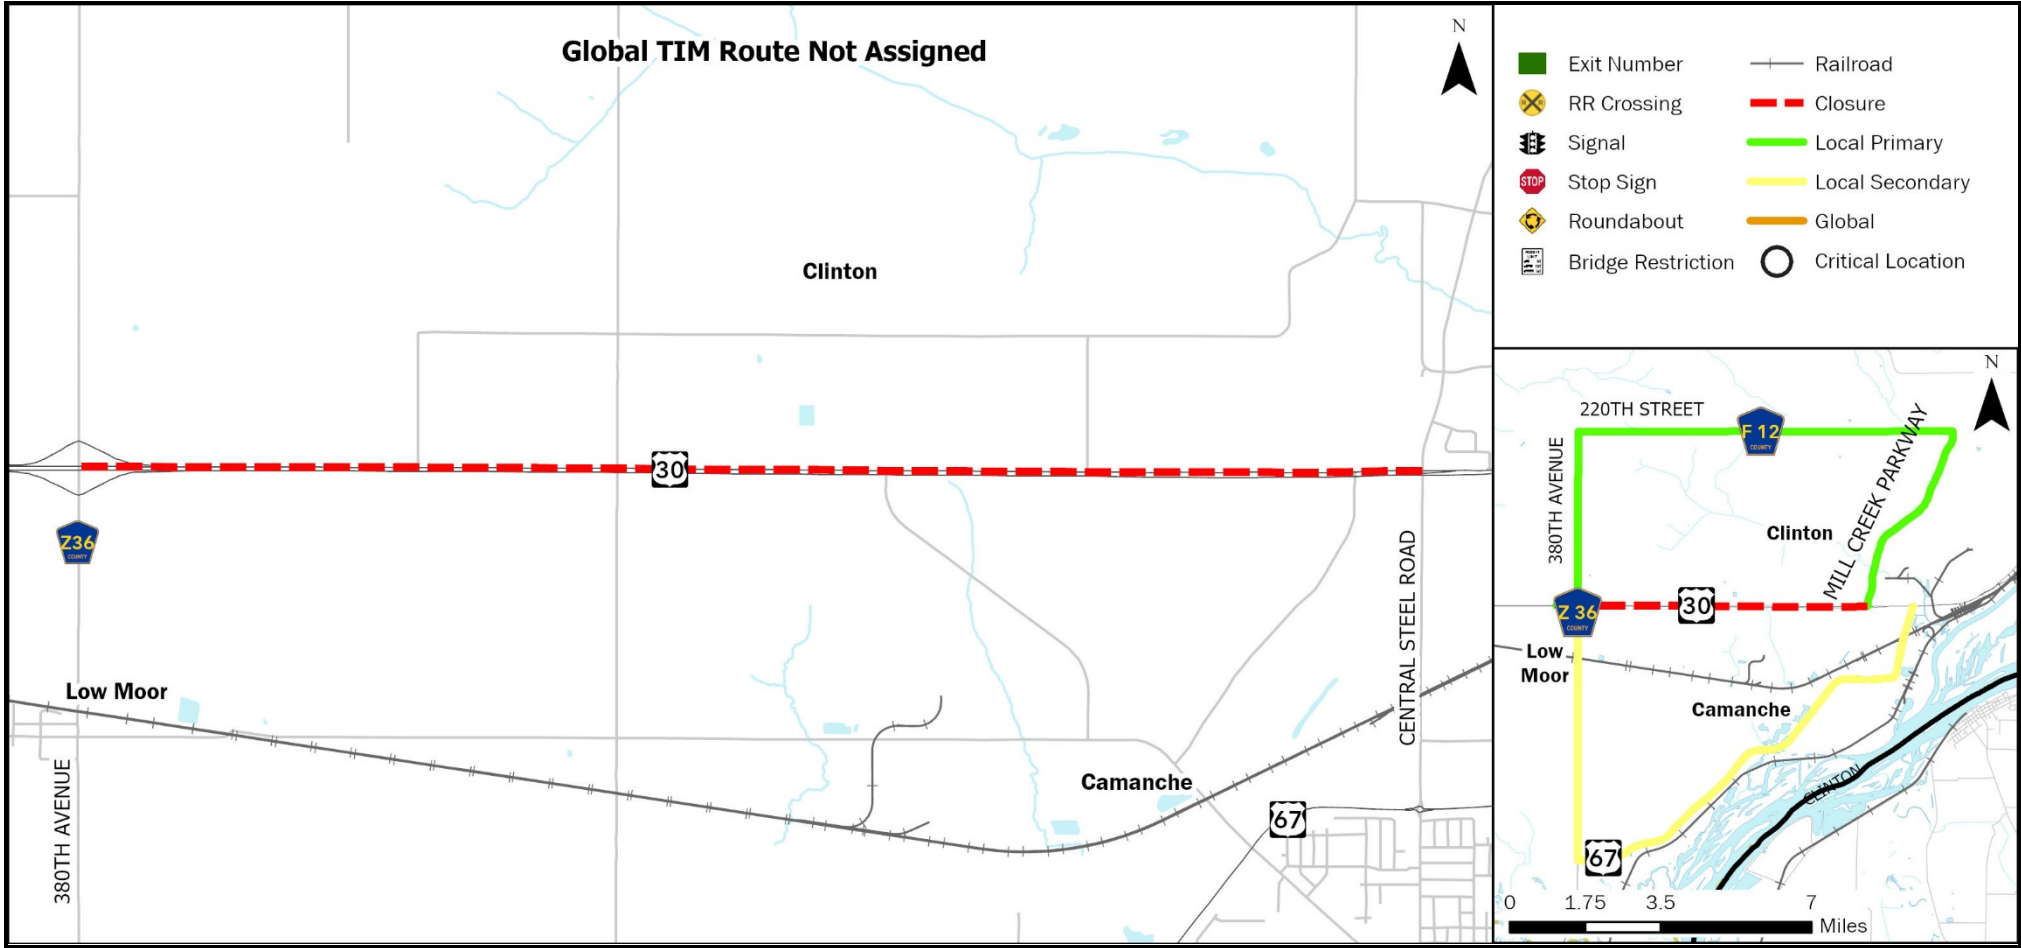 Global TIM Route Not Assigned
N
Clinton
30
Z36
COUNTY
Low Moor
380TH AVENUE
CENTRAL STEEL ROAD
Camanche
67
Exit Number
RR Crossing
Signal
STOP
Stop Sign
Roundabout
Bridge Restriction
Railroad
Closure
Local Primary
Local Secondary
Global
Critical Location
N
220TH STREET
F 12
COUNTY
380TH AVENUE
MILL CREEK PARKWAY
Clinton
Z 36
COUNTY
30
Low
Moor
Camanche
CLINTON
67
0 1.75 3.5 7
Miles